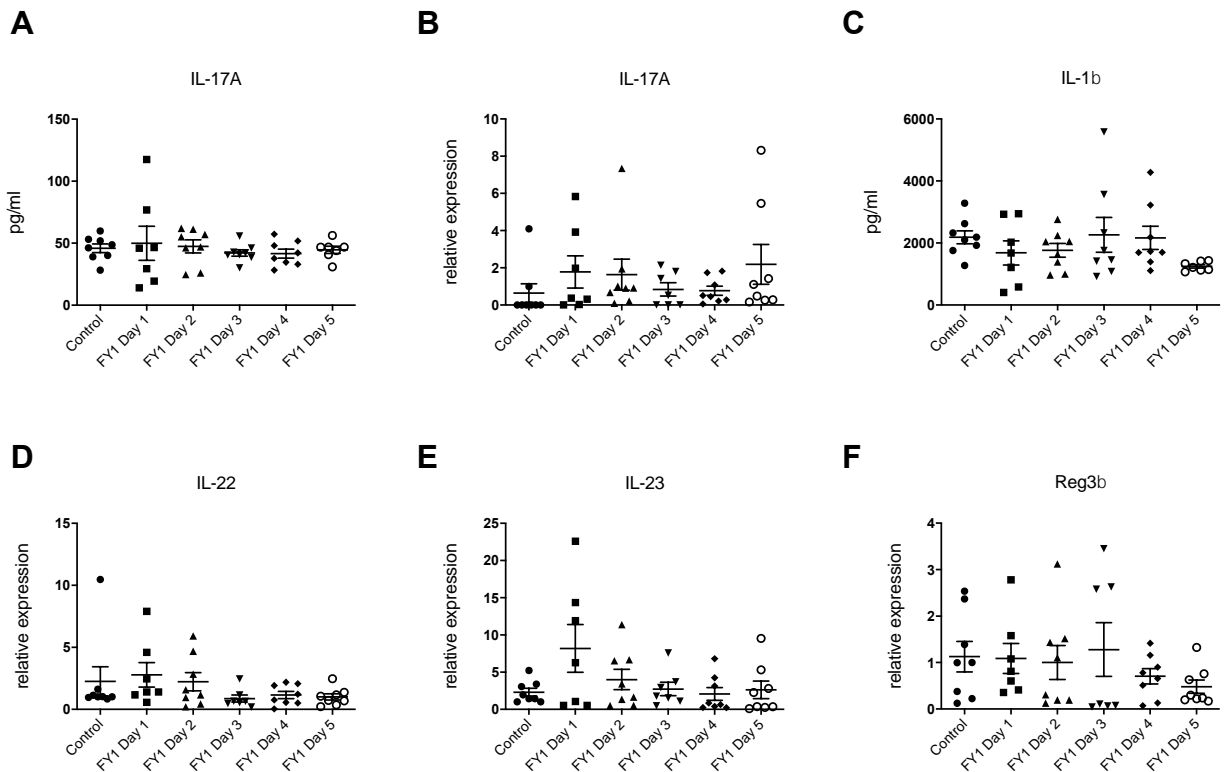 A
IL-17A
pg/ml
150
100
50
0
Control
FY1 Day 1
FY1 Day 2
FY1 Day 3
FY1 Day 4
FY1 Day 5
B
IL-17A
relative expression
10
8
6
4
2
0
Control
FY1 Day 1
FY1 Day 2
FY1 Day 3
FY1 Day 4
FY1 Day 5
C
IL-1b
pg/ml
6000
4000
2000
0
Control
FY1 Day 1
FY1 Day 2
FY1 Day 3
FY1 Day 4
FY1 Day 5
D
IL-22
relative expression
15
10
5
0
Control
FY1 Day 1
FY1 Day 2
FY1 Day 3
FY1 Day 4
FY1 Day 5
E
IL-23
relative expression
25
20
15
10
5
0
Control
FY1 Day 1
FY1 Day 2
FY1 Day 3
FY1 Day 4
FY1 Day 5
F
Reg3b
relative expression
4
3
2
1
0
Control
FY1 Day 1
FY1 Day 2
FY1 Day 3
FY1 Day 4
FY1 Day 5